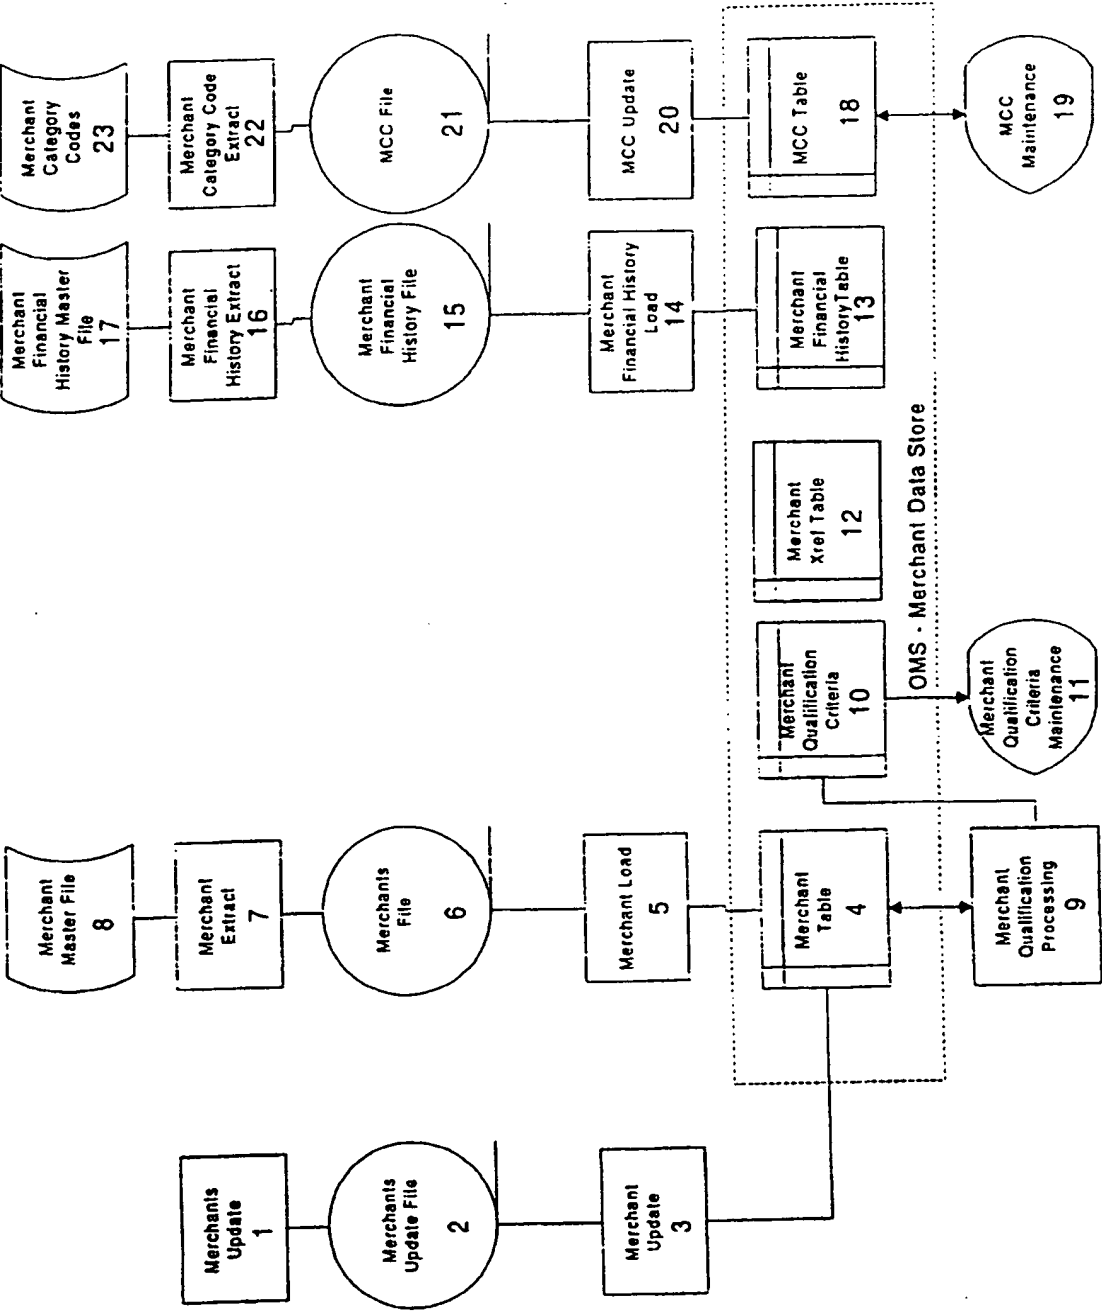 Merchants
Update
1
Merchants
Update File
2
Merchant
Update
3
Merchant
Master File
8
Merchant
Extract
7
Merchants
File
6
Merchant Load
5
Merchant
Table
4
Merchant
Qualification
Processing
9
Merchant
Qualification
Criteria
10
Merchant
Qualification
Criteria
Maintenance
11
Merchant
Xref Table
12
OMS - Merchant Data Store
Merchant
Financial
History Master
File
17
Merchant
Financial
History Extract
16
Merchant
Financial
History File
15
Merchant
Financial History
Load
14
Merchant
Financial
HistoryTable
13
Merchant
Category
Codes
23
Merchant
Category Code
Extract
22
MCC File
21
MCC Update
20
MCC Table
18
MCC
Maintenance
19